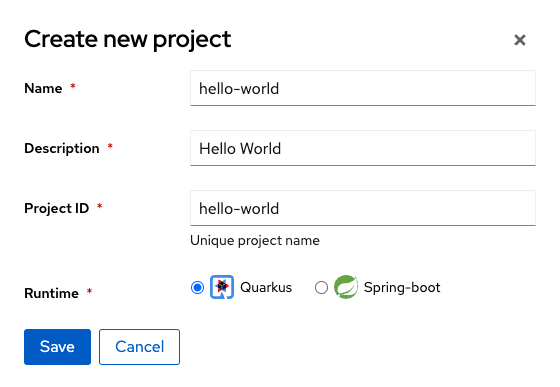 Create new project
Name * hello-world
Description * Hello World
Project ID * hello-world
Unique project name
Runtime * Quarkus Spring-boot
Save Cancel